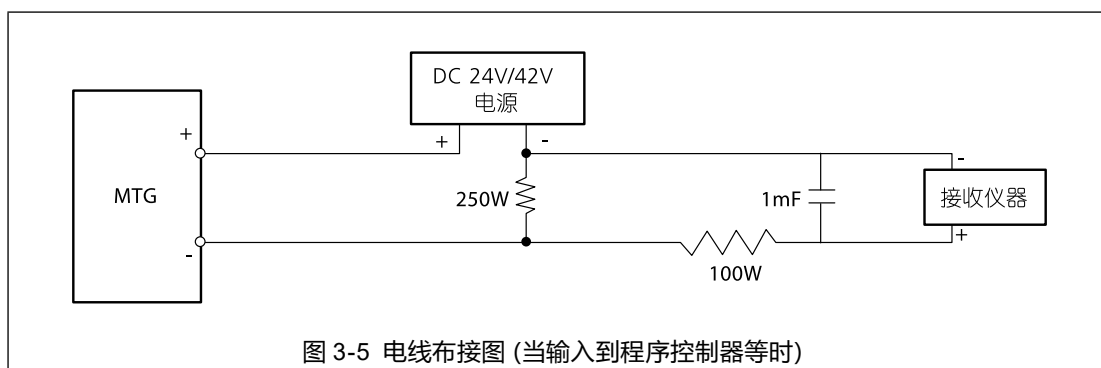 DC 24V/42V
电源
+
-
+
-
MTG
250W
1mF
-
接收仪器
+
-
100W
图 3-5 电线布接图 (当输入到程序控制器等时)